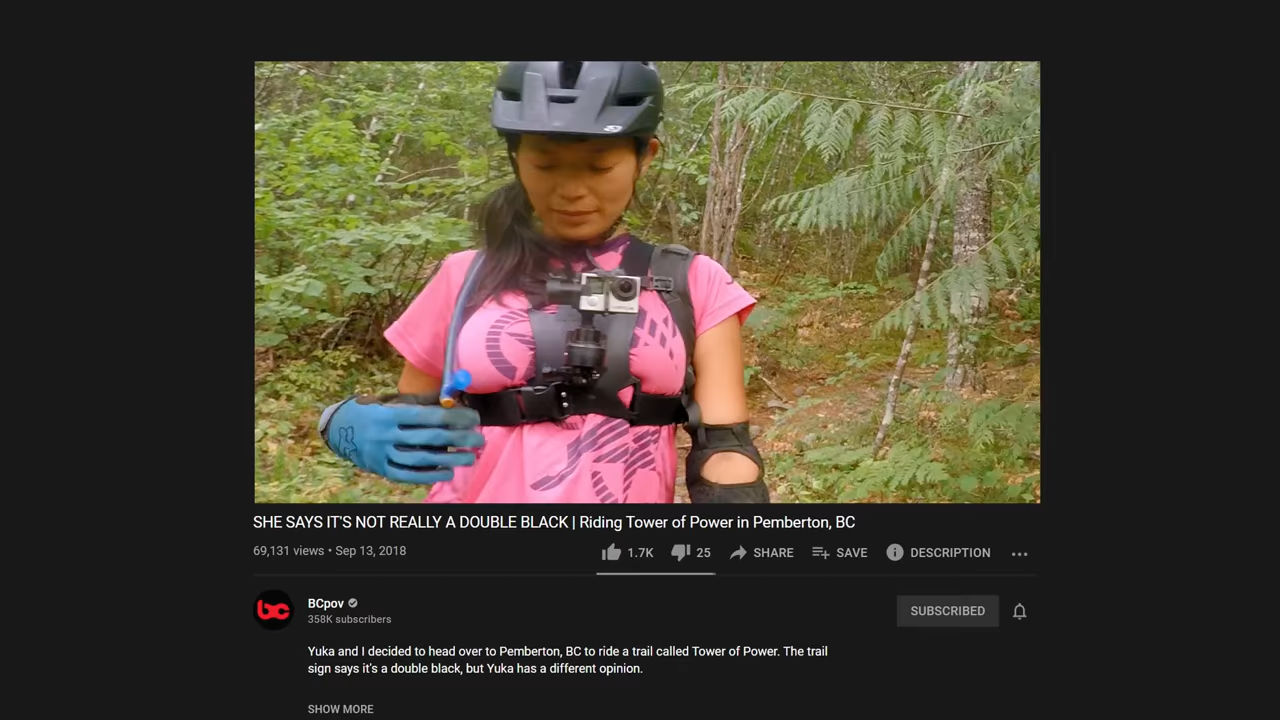 SHE SAYS IT'S NOT REALLY A DOUBLE BLACK | Riding Tower of Power in Pemberton, BC
69,131 views • Sep 13, 2018
1.7K 25 SHARE SAVE DESCRIPTION ...
bc
BCpov
358K subscribers
SUBSCRIBED
Yuka and I decided to head over to Pemberton, BC to ride a trail called Tower of Power. The trail
sign says it's a double black, but Yuka has a different opinion.
SHOW MORE